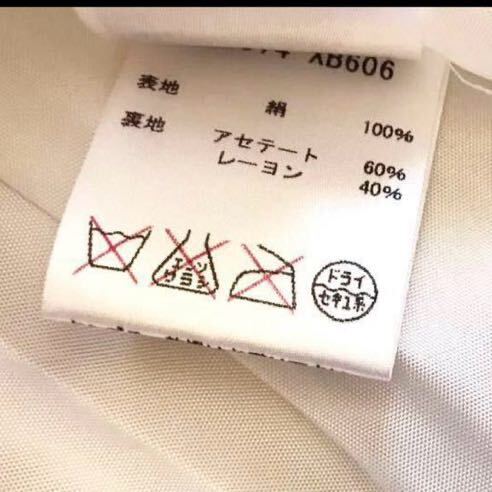 XB606
表地 絹 100%
裏地 アセテート 60%
レーヨン 40%
エンソ
サラシ
ドライ
セキユ系